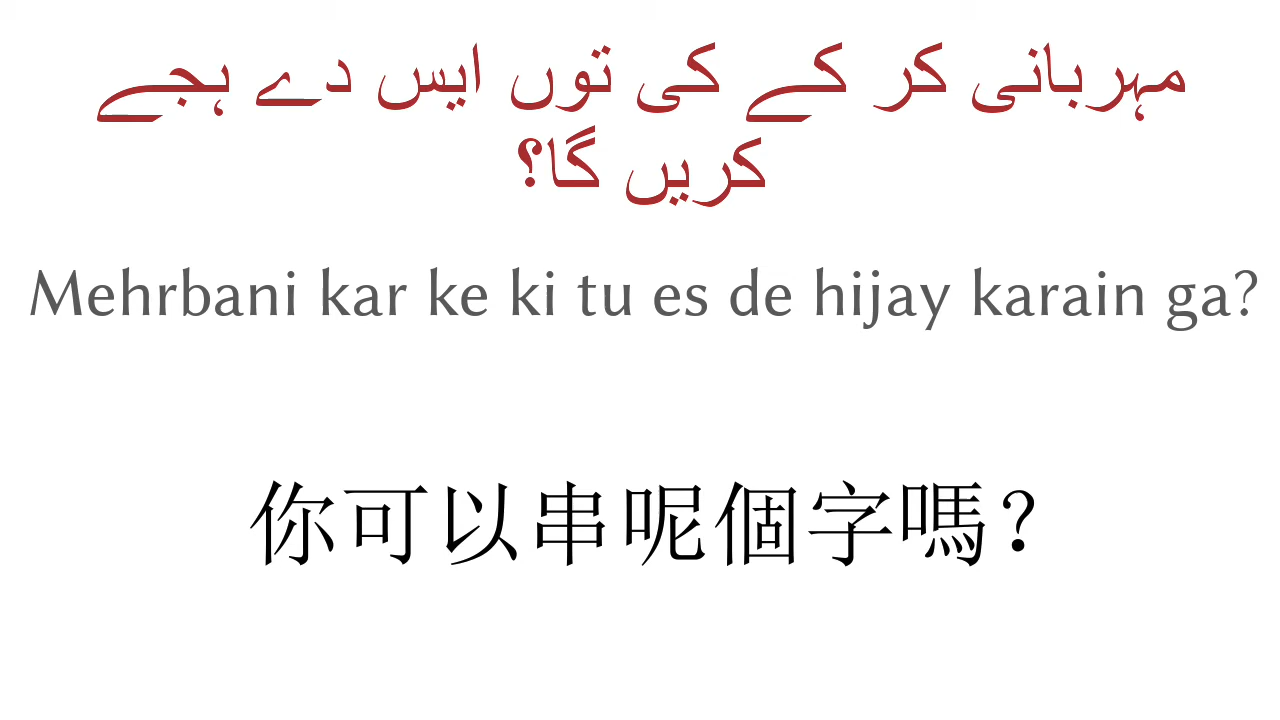 مہربانی کر کے کی توں ایس دے ہجے
کریں گا؟
Mehrbani kar ke ki tu es de hijay karain ga?
你可以串呢個字嗎？